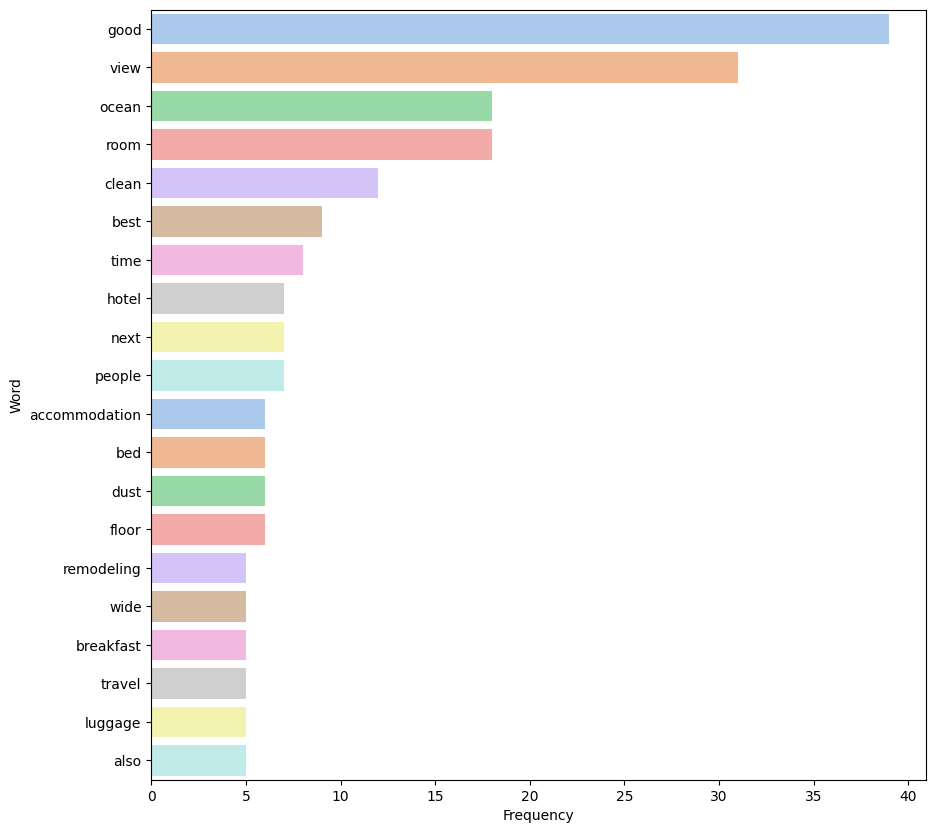 good
view
ocean
room
clean
best
time
hotel
next
people
accommodation
bed
dust
floor
remodeling
wide
breakfast
travel
luggage
also
Word
0 5 10 15 20 25 30 35 40
Frequency